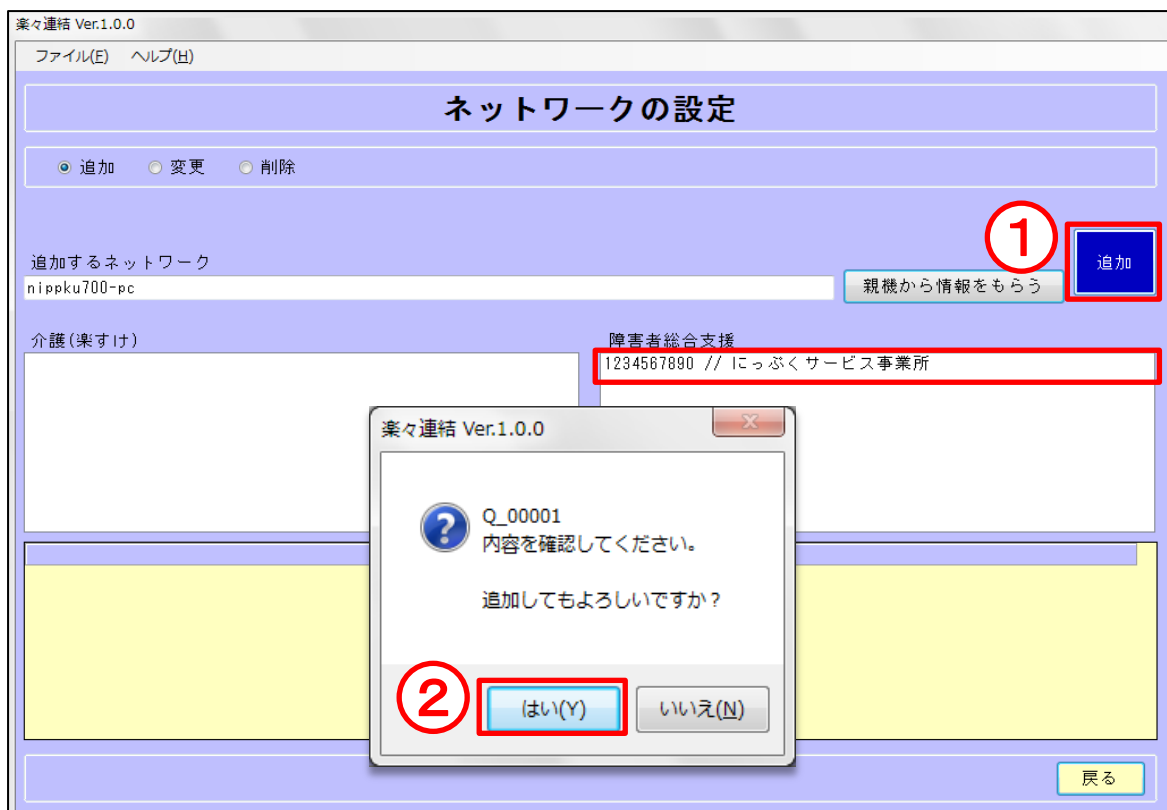 楽々連結 Ver.1.0.0
ファイル(F) ヘルプ(H)
ネットワークの設定
追加 変更 削除
①
追加
追加するネットワーク
nippku700-pc
親機から情報をもらう
介護(楽すけ)
障害者総合支援
1234567890 // にっぷくサービス事業所
楽々連結 Ver.1.0.0
Q_00001
内容を確認してください。
追加してもよろしいですか？
②
はい(Y) いいえ(N)
戻る